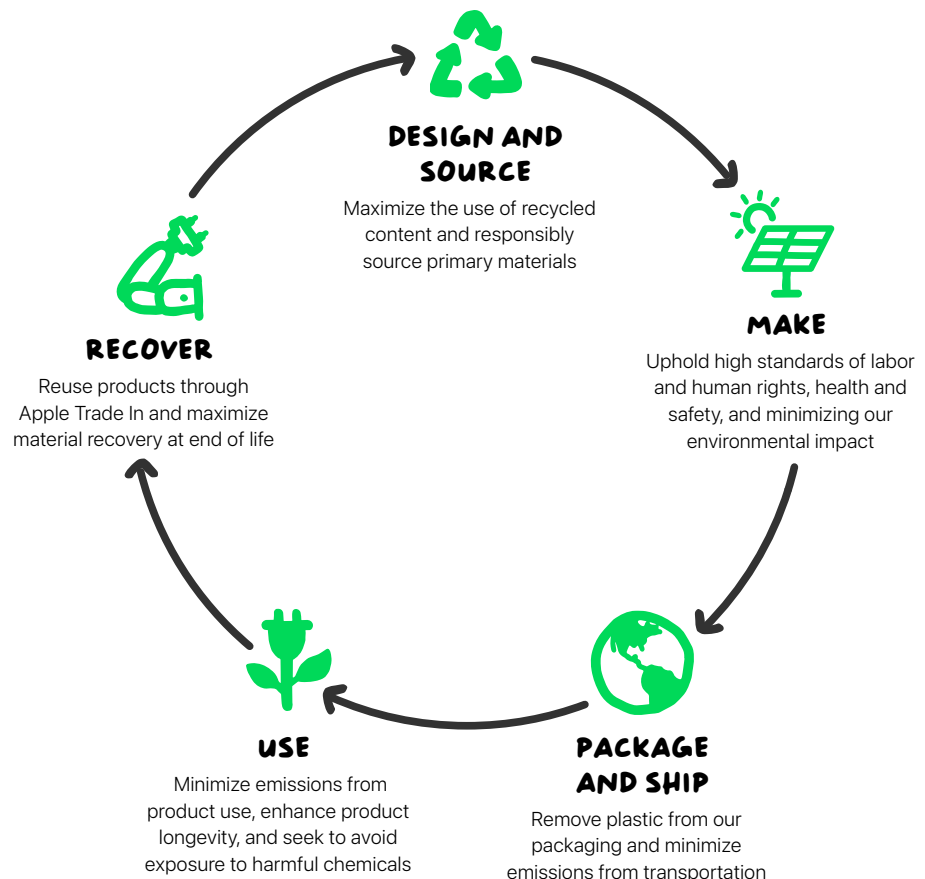 DESIGN AND
SOURCE
Maximize the use of recycled
content and responsibly
source primary materials
MAKE
Uphold high standards of labor
and human rights, health and
safety, and minimizing our
environmental impact
PACKAGE
AND SHIP
Remove plastic from our
packaging and minimize
emissions from transportation
USE
Minimize emissions from
product use, enhance product
longevity, and seek to avoid
exposure to harmful chemicals
RECOVER
Reuse products through
Apple Trade In and maximize
material recovery at end of life